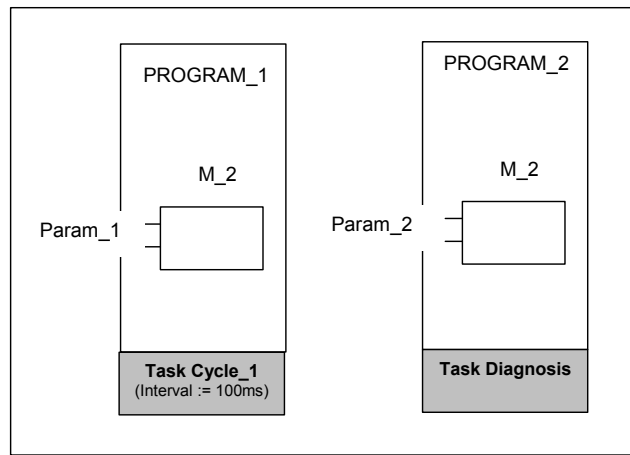 PROGRAM_1
M_2
Param_1
Task Cycle_1
(Interval := 100ms)
PROGRAM_2
M_2
Param_2
Task Diagnosis